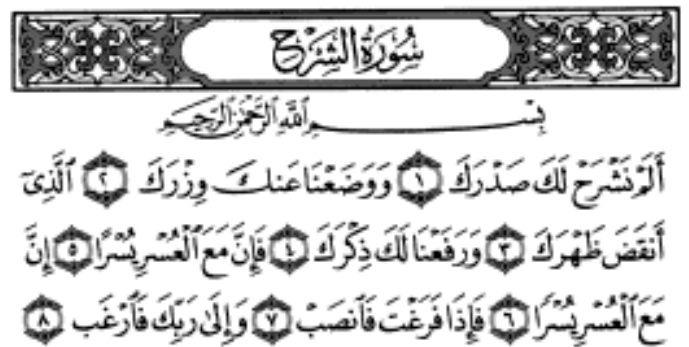 سُورَةُ الشَّرْحِ
بِسْمِ ٱللَّهِ ٱلرَّحْمَٰنِ ٱلرَّحِيمِ
أَلَمْ نَشْرَحْ لَكَ صَدْرَكَ ١ وَوَضَعْنَا عَنكَ وِزْرَكَ ٢ ٱلَّذِىٓ
أَنقَضَ ظَهْرَكَ ٣ وَرَفَعْنَا لَكَ ذِكْرَكَ ٤ فَإِنَّ مَعَ ٱلْعُسْرِ يُسْرًا ٥ إِنَّ
مَعَ ٱلْعُسْرِ يُسْرًا ٦ فَإِذَا فَرَغْتَ فَٱنصَبْ ٧ وَإِلَىٰ رَبِّكَ فَٱرْغَب ٨